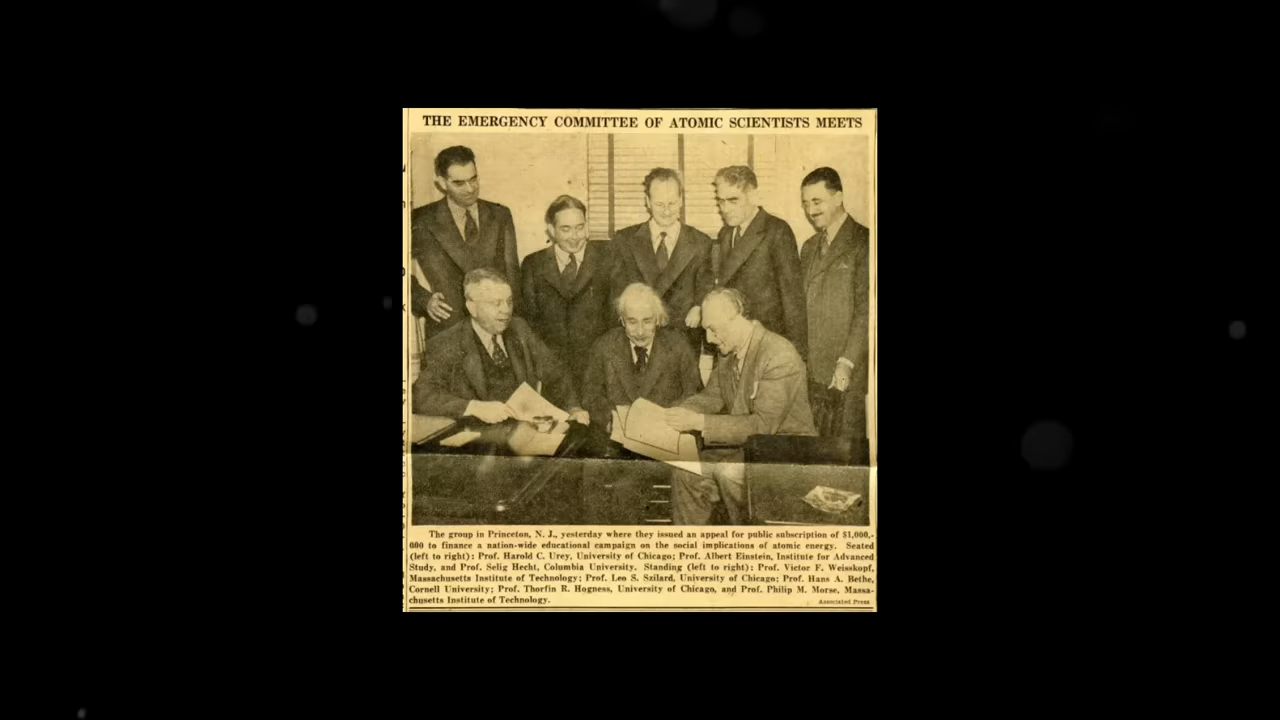 THE EMERGENCY COMMITTEE OF ATOMIC SCIENTISTS MEETS
The group in Princeton, N. J., yesterday where they issued an appeal for public subscription of $1,000,-
000 to finance a nation-wide educational campaign on the social implications of atomic energy. Seated
(left to right): Prof. Harold C. Urey, University of Chicago; Prof. Albert Einstein, Institute for Advanced
Study, and Prof. Selig Hecht, Columbia University. Standing (left to right): Prof. Victor F. Weisskopf,
Massachusetts Institute of Technology; Prof. Leo S. Szilard, University of Chicago; Prof. Hans A. Bethe,
Cornell University; Prof. Thorfin R. Hogness, University of Chicago, and Prof. Philip M. Morse, Massa-
chusetts Institute of Technology.
Associated Press